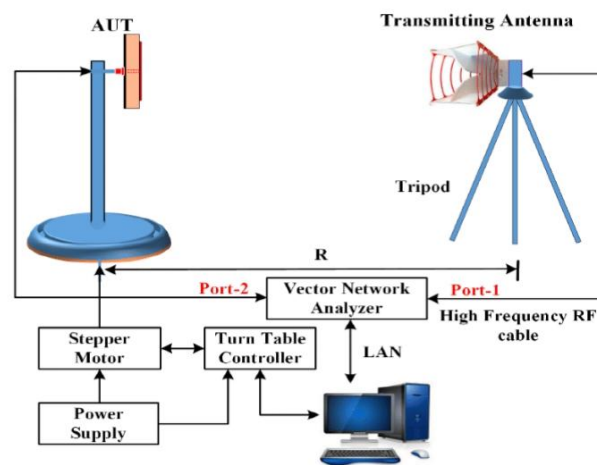 AUT
Transmitting Antenna
Tripod
R
Port-2
Vector Network
Analyzer
Port-1
High Frequency RF
cable
Stepper
Motor
Turn Table
Controller
LAN
Power
Supply